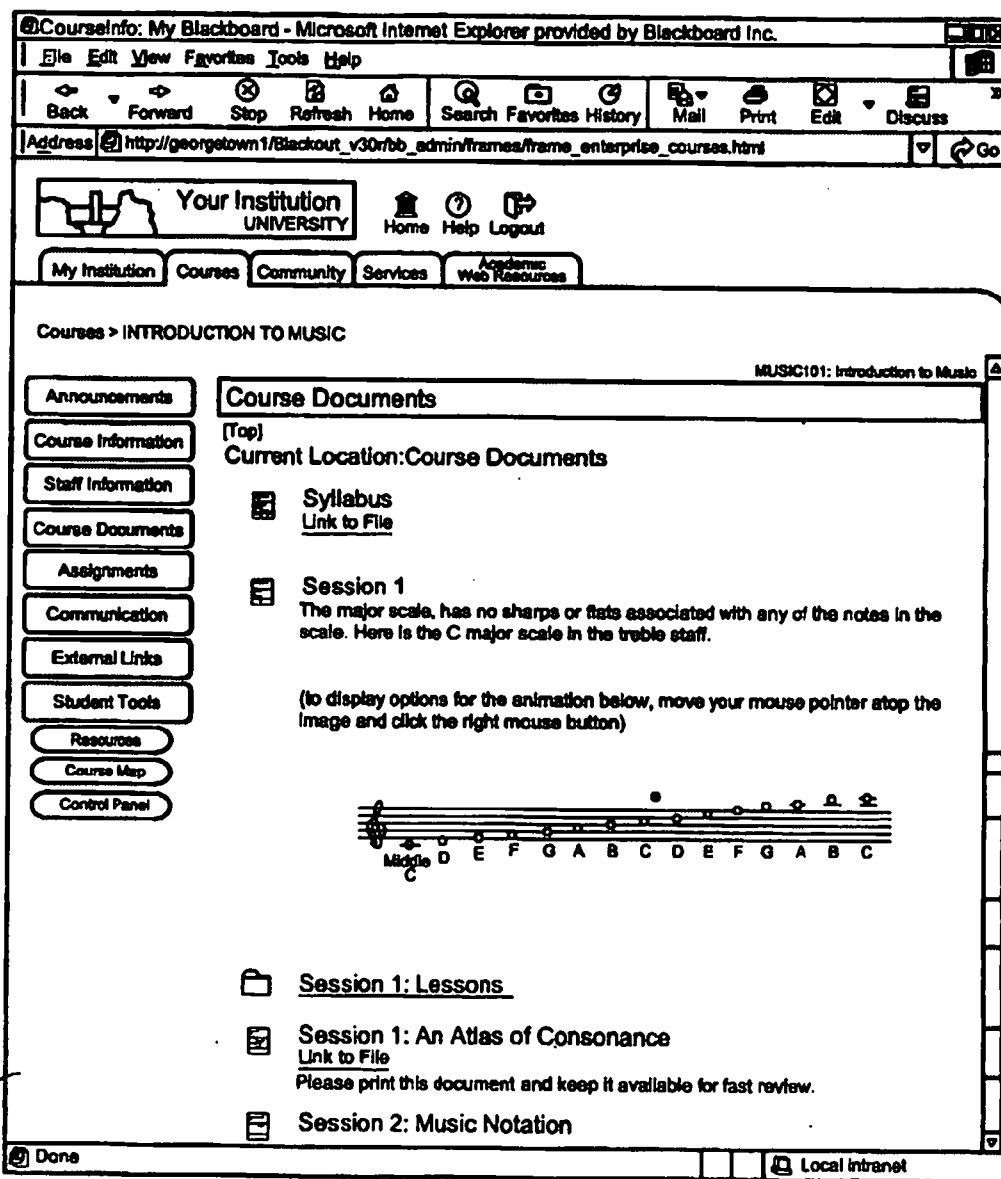 CourseInfo: My Blackboard - Microsoft Internet Explorer provided by Blackboard Inc.
File Edit View Favorites Tools Help
Back Forward Stop Refresh Home Search Favorites History Mail Print Edit Discuss »
Address http://georgetown1/Blackout_v30r/bb_admin/frames/frame_enterprise_courses.html Go
Your Institution
UNIVERSITY
Home Help Logout
My Institution Courses Community Services Academic Web Resources
Courses > INTRODUCTION TO MUSIC
MUSIC101: Introduction to Music
Announcements
Course Information
Staff Information
Course Documents
Assignments
Communication
External Links
Student Tools
Resources
Course Map
Control Panel
Course Documents
[Top]
Current Location:Course Documents
Syllabus
Link to File
Session 1
The major scale, has no sharps or flats associated with any of the notes in the
scale. Here is the C major scale in the treble staff.
(to display options for the animation below, move your mouse pointer atop the
image and click the right mouse button)
Middle C D E F G A B C D E F G A B C
Session 1: Lessons
Session 1: An Atlas of Consonance
Link to File
Please print this document and keep it available for fast review.
Session 2: Music Notation
Done Local intranet